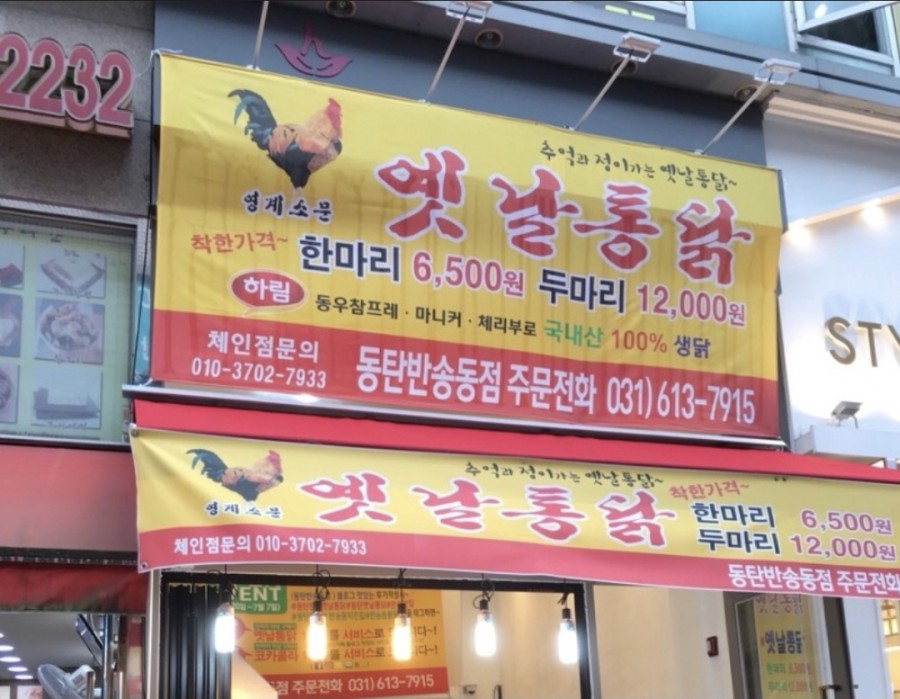 2232
추억과 정이가는 옛날통닭~
영계소문
옛날통닭
착한가격~ 한마리 6,500원 두마리 12,000원
하림 동우참프레 · 마니커 · 체리부로 국내산 100% 생닭
체인점문의
010-3702-7933
동탄반송동점 주문전화 031) 613-7915
STY
추억과 정이가는 옛날통닭~
영계소문
옛날통닭
착한가격~
한마리 6,500원
두마리 12,000원
체인점문의 010-3702-7933
동탄반송동점 주문전화
ENT
옛날통닭 를 서비스로
코카콜라 를 서비스로 다~!
점 주문전화 031) 613-7915
옛날통닭